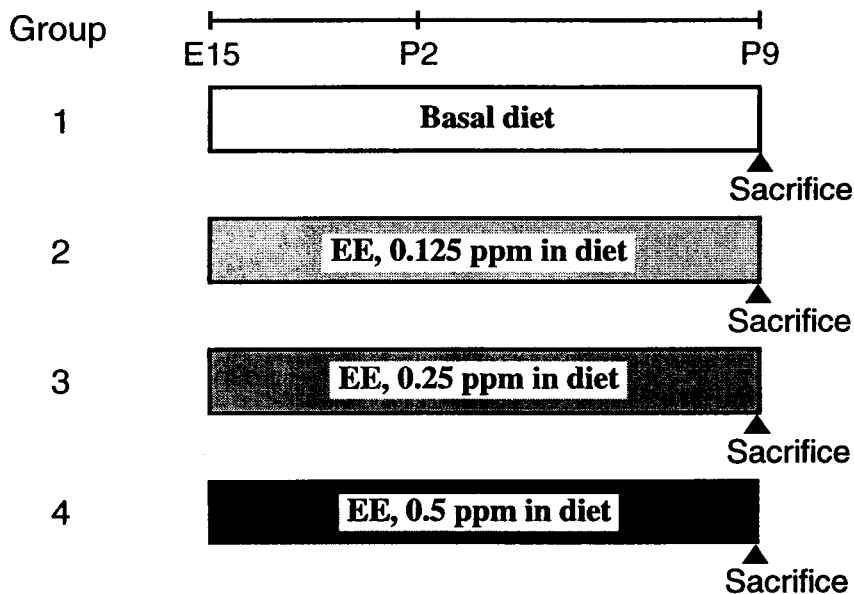 Group
E15 P2 P9
1 Basal diet
Sacrifice
2 EE, 0.125 ppm in diet
Sacrifice
3 EE, 0.25 ppm in diet
Sacrifice
4 EE, 0.5 ppm in diet
Sacrifice